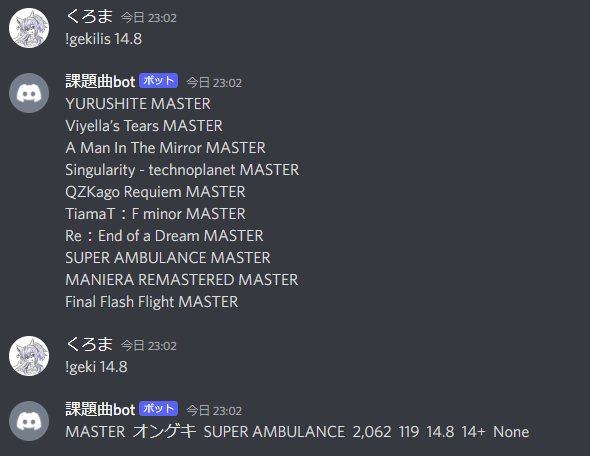 くろま 今日 23:02
!gekilis 14.8
課題曲bot ボット 今日 23:02
YURUSHITE MASTER
Viyella's Tears MASTER
A Man In The Mirror MASTER
Singularity - technoplanet MASTER
QZKago Requiem MASTER
TiamaT：F minor MASTER
Re：End of a Dream MASTER
SUPER AMBULANCE MASTER
MANIERA REMASTERED MASTER
Final Flash Flight MASTER
くろま 今日 23:02
!geki 14.8
課題曲bot ボット 今日 23:02
MASTER オンゲキ SUPER AMBULANCE 2,062 119 14.8 14+ None